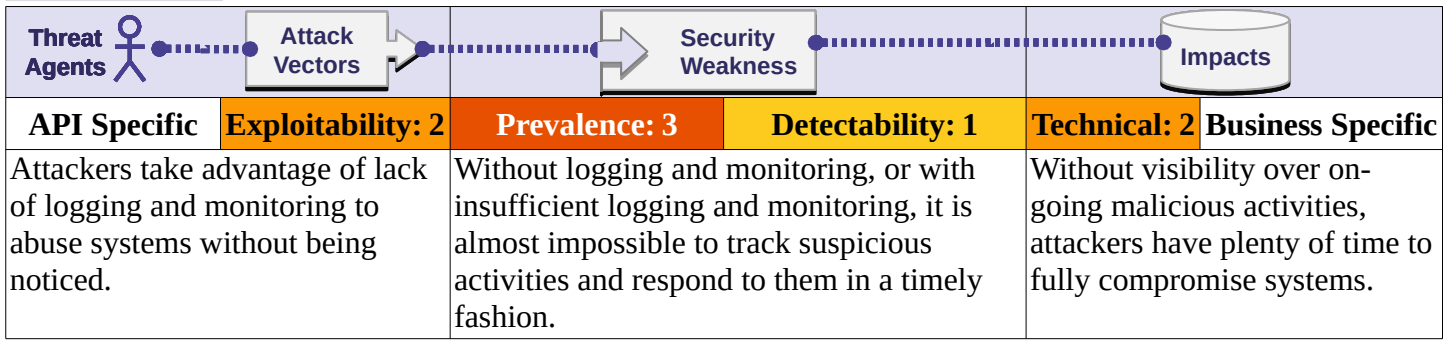 Threat
Agents
Attack
Vectors
Security
Weakness
Impacts
API Specific
Exploitability: 2
Prevalence: 3
Detectability: 1
Technical: 2
Business Specific
Attackers take advantage of lack
of logging and monitoring to
abuse systems without being
noticed.
Without logging and monitoring, or with
insufficient logging and monitoring, it is
almost impossible to track suspicious
activities and respond to them in a timely
fashion.
Without visibility over on-
going malicious activities,
attackers have plenty of time to
fully compromise systems.